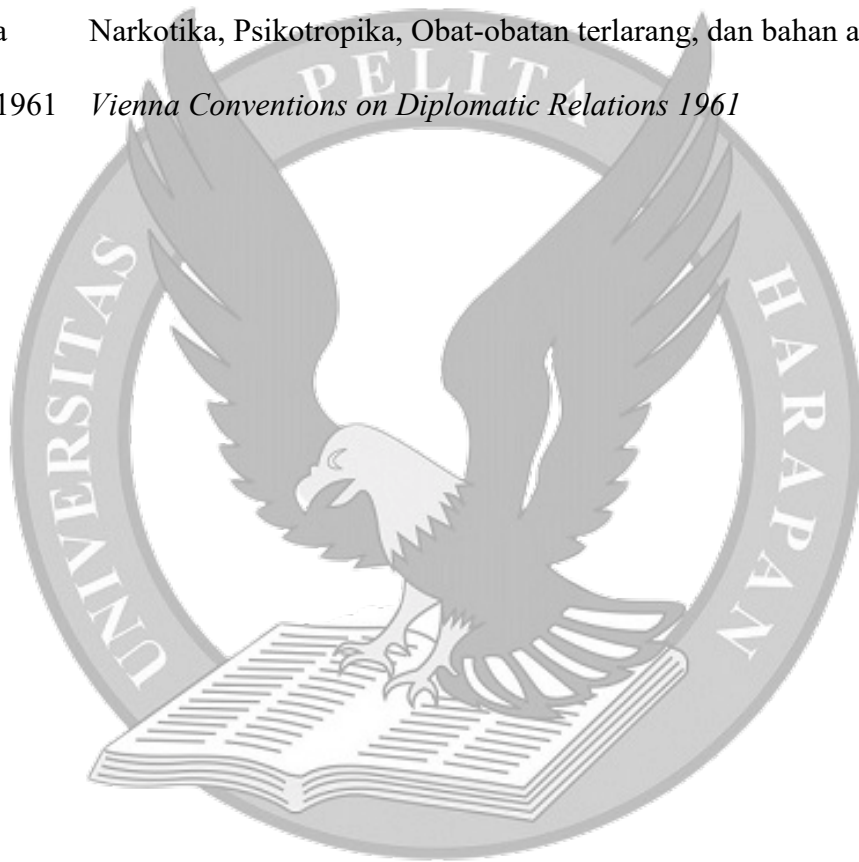 a Narkotika, Psikotropika, Obat-obatan terlarang, dan bahan a
1961 Vienna Conventions on Diplomatic Relations 1961
UNIVERSITAS PELITA HARAPAN